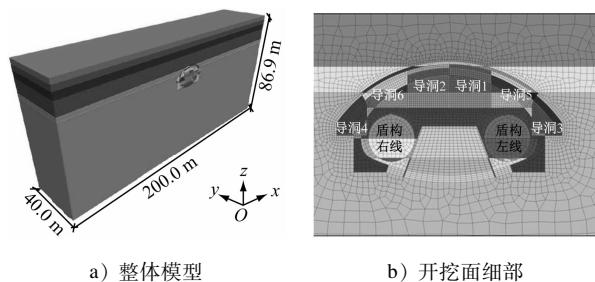 86.9 m
200.0 m
40.0 m
z
y
x
O
a）整体模型
导洞2
导洞1
导洞6
导洞5
导洞4
导洞3
盾构
右线
盾构
左线
b）开挖面细部